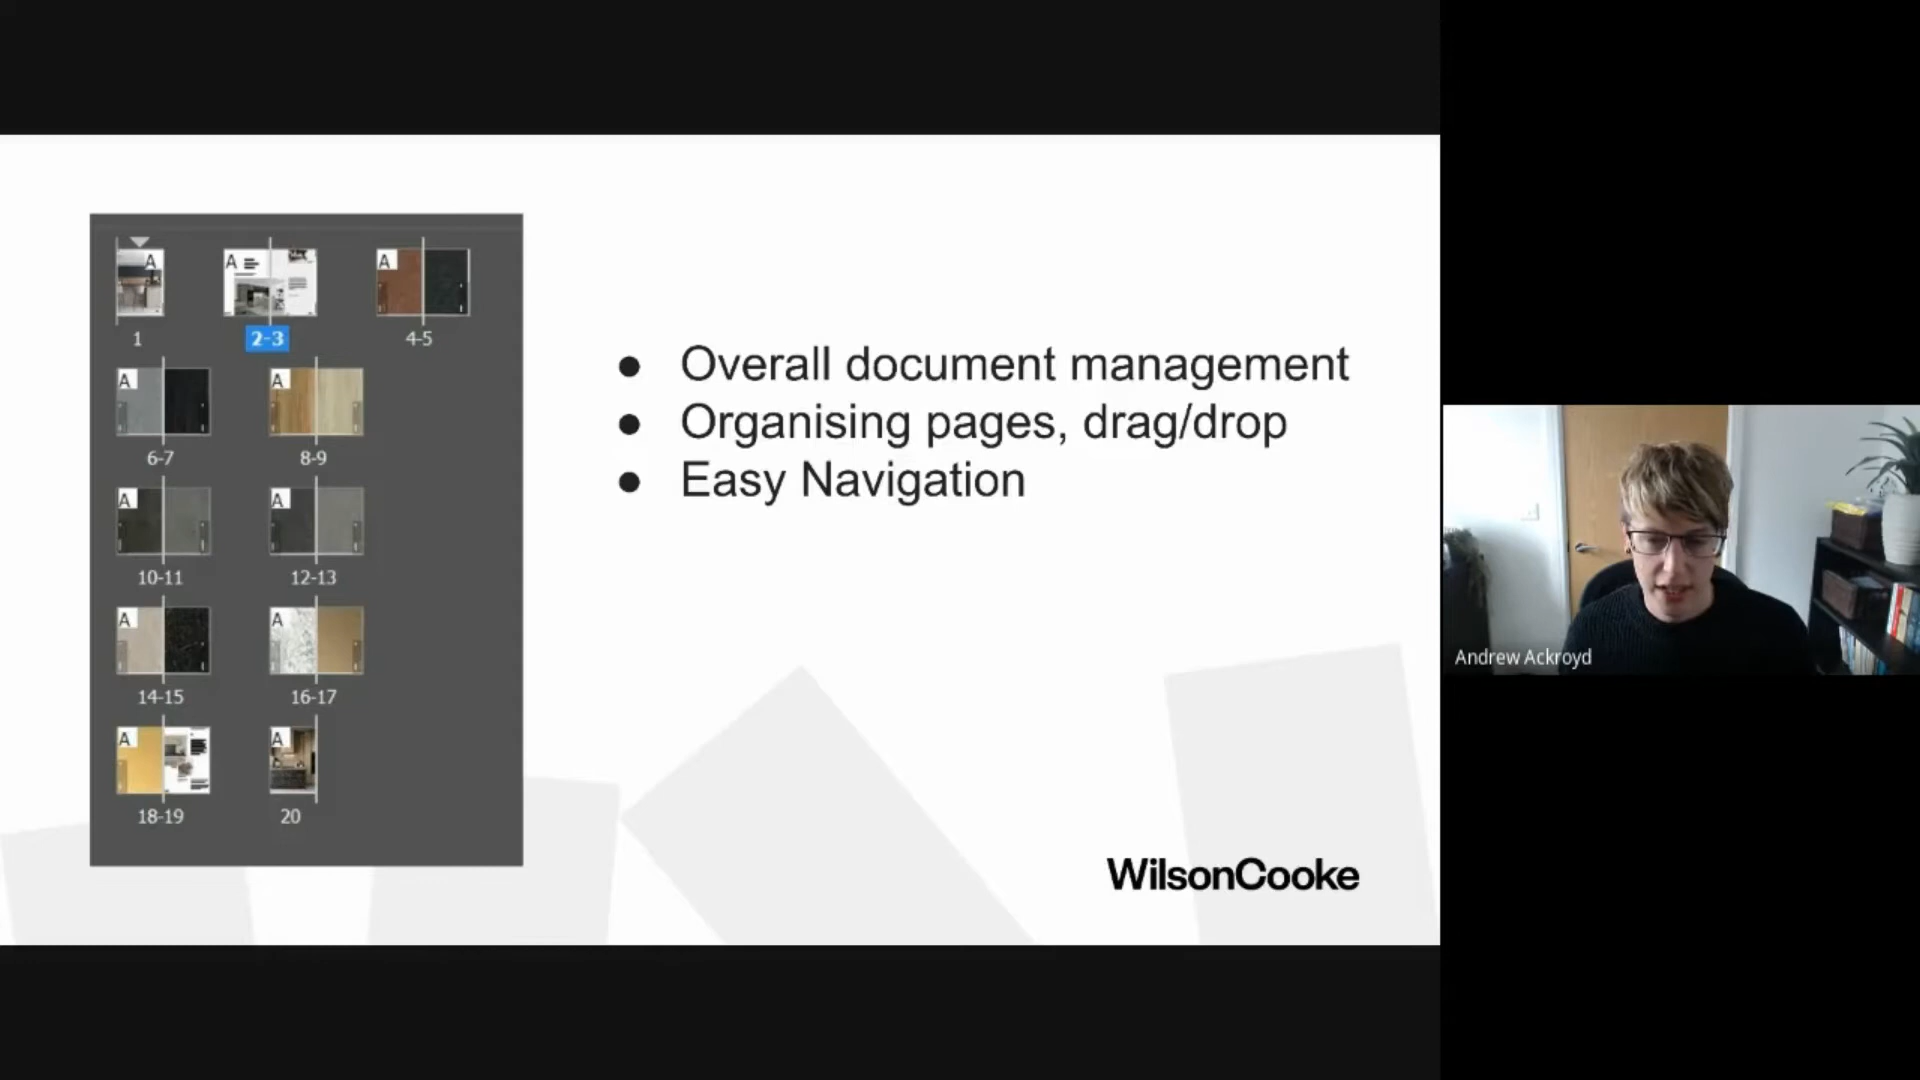 A
A
A
1
2-3
4-5
A
A
6-7
8-9
A
A
10-11
12-13
A
A
14-15
16-17
A
A
18-19
20
● Overall document management
● Organising pages, drag/drop
● Easy Navigation
WilsonCooke
Andrew Ackroyd